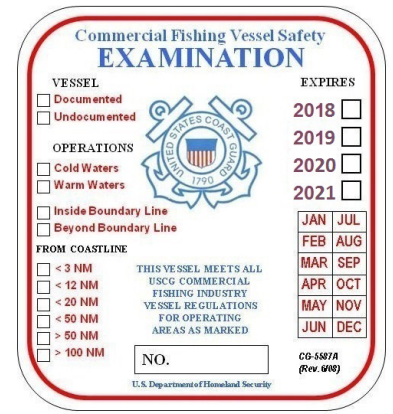 Commercial Fishing Vessel Safety
EXAMINATION
VESSEL
Documented
Undocumented
OPERATIONS
Cold Waters
Warm Waters
Inside Boundary Line
Beyond Boundary Line
FROM COASTLINE
< 3 NM
< 12 NM
< 20 NM
< 50 NM
> 50 NM
> 100 NM
UNITED STATES COAST GUARD
1790
THIS VESSEL MEETS ALL
USCG COMMERCIAL
FISHING INDUSTRY
VESSEL REGULATIONS
FOR OPERATING
AREAS AS MARKED
NO.
EXPIRES
2018
2019
2020
2021
JAN JUL
FEB AUG
MAR SEP
APR OCT
MAY NOV
JUN DEC
CG-5587A
(Rev. 6/08)
U.S. Department of Homeland Security